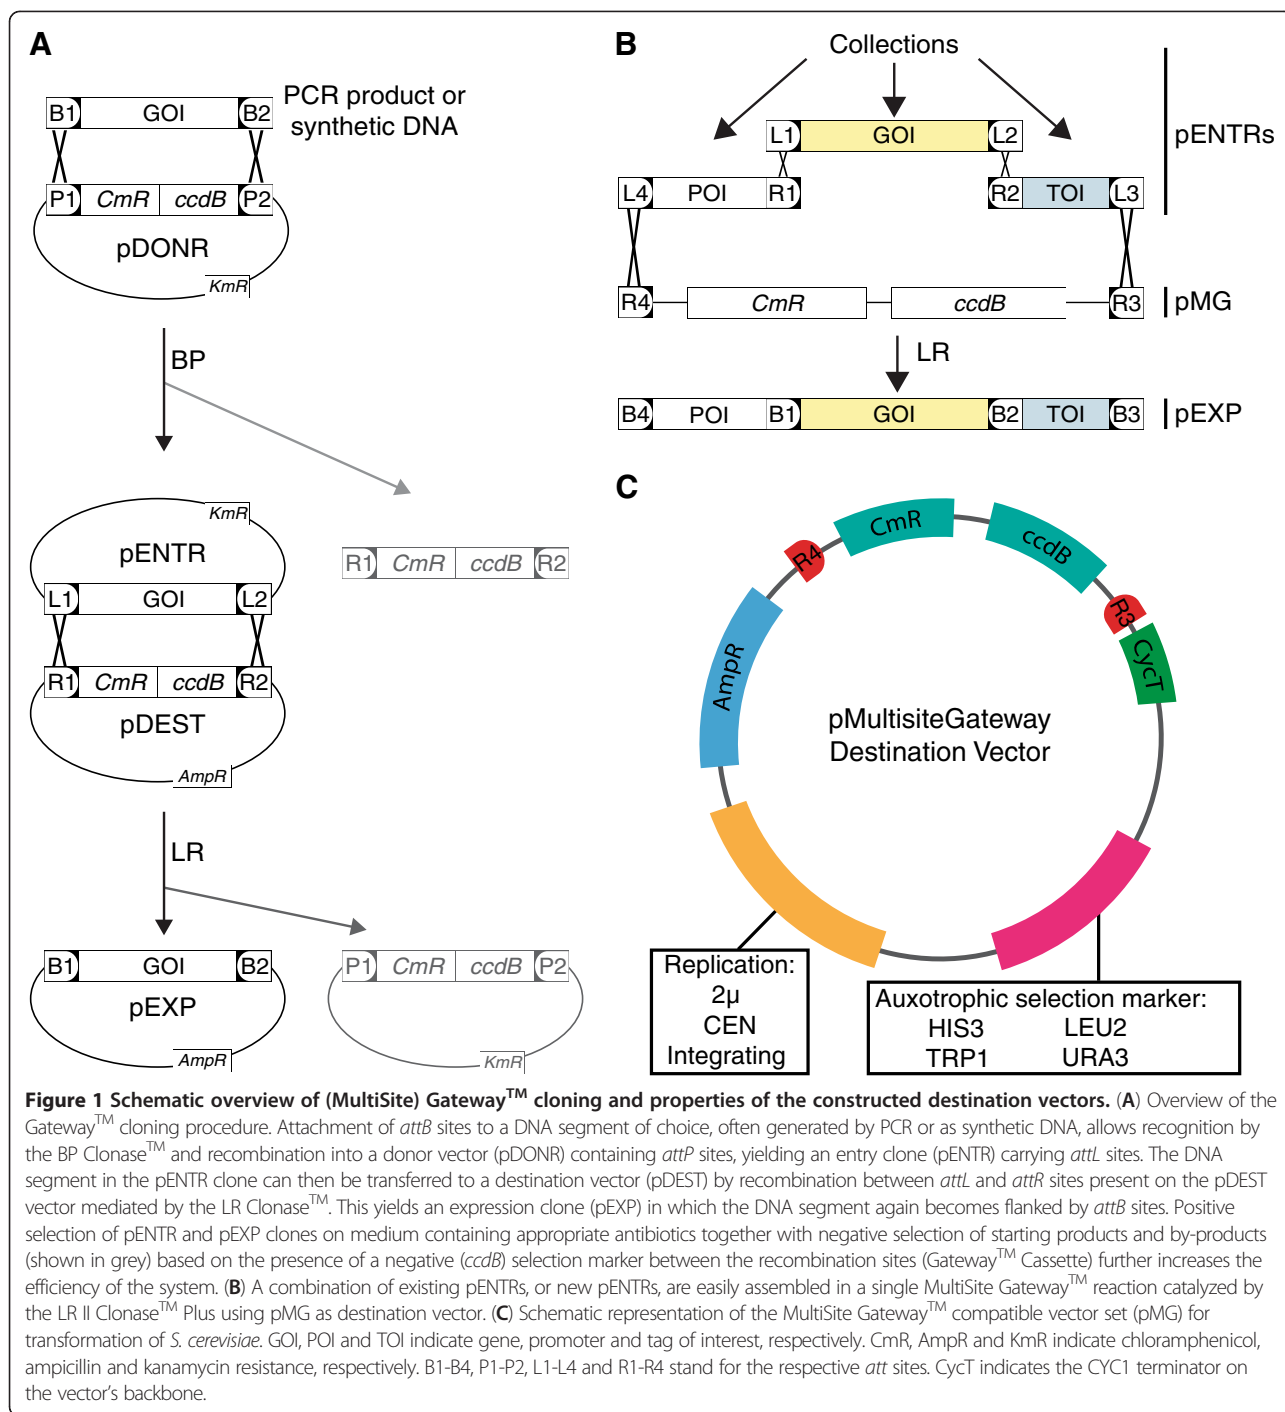 A
B1 GOI B2
PCR product or
synthetic DNA
P1 CmR ccdB P2
pDONR
KmR
BP
KmR
pENTR
L1 GOI L2
R1 CmR ccdB R2
R1 CmR ccdB R2
pDEST
AmpR
LR
B1 GOI B2
pEXP
AmpR
P1 CmR ccdB P2
KmR
B
Collections
L1 GOI L2
pENTRs
L4 POI R1
R2 TOI L3
R4 CmR ccdB R3
pMG
LR
B4 POI B1 GOI B2 TOI B3
pEXP
C
CmR
ccdB
R4
R3
CycT
AmpR
pMultisiteGateway
Destination Vector
Replication:
2µ
CEN
Integrating
Auxotrophic selection marker:
HIS3 LEU2
TRP1 URA3
Figure 1 Schematic overview of (MultiSite) Gateway™ cloning and properties of the constructed destination vectors. (A) Overview of the
Gateway™ cloning procedure. Attachment of attB sites to a DNA segment of choice, often generated by PCR or as synthetic DNA, allows recognition by
the BP Clonase™ and recombination into a donor vector (pDONR) containing attP sites, yielding an entry clone (pENTR) carrying attL sites. The DNA
segment in the pENTR clone can then be transferred to a destination vector (pDEST) by recombination between attL and attR sites present on the pDEST
vector mediated by the LR Clonase™. This yields an expression clone (pEXP) in which the DNA segment again becomes flanked by attB sites. Positive
selection of pENTR and pEXP clones on medium containing appropriate antibiotics together with negative selection of starting products and by-products
(shown in grey) based on the presence of a negative (ccdB) selection marker between the recombination sites (Gateway™ Cassette) further increases the
efficiency of the system. (B) A combination of existing pENTRs, or new pENTRs, are easily assembled in a single MultiSite Gateway™ reaction catalyzed by
the LR II Clonase™ Plus using pMG as destination vector. (C) Schematic representation of the MultiSite Gateway™ compatible vector set (pMG) for
transformation of S. cerevisiae. GOI, POI and TOI indicate gene, promoter and tag of interest, respectively. CmR, AmpR and KmR indicate chloramphenicol,
ampicillin and kanamycin resistance, respectively. B1-B4, P1-P2, L1-L4 and R1-R4 stand for the respective att sites. CycT indicates the CYC1 terminator on
the vector's backbone.